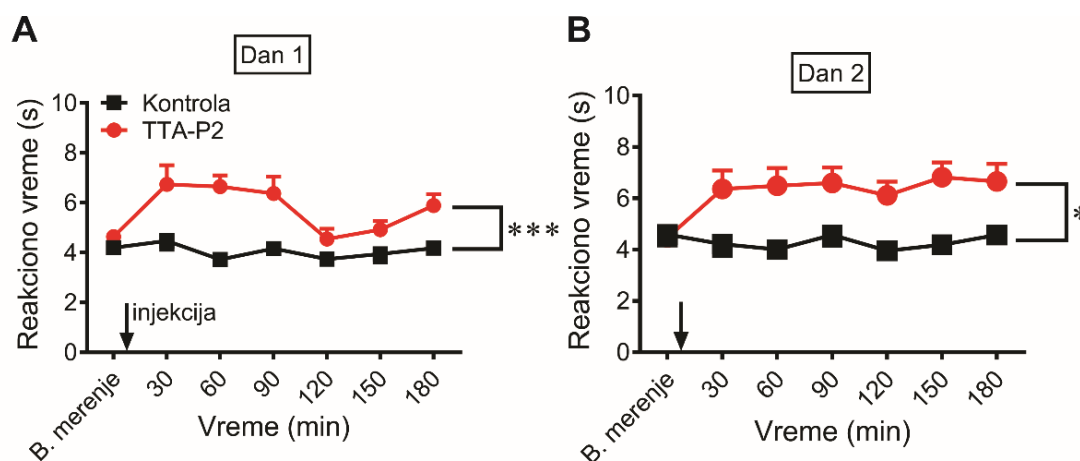 A
Dan 1
Kontrola
TTA-P2
Reakciono vreme (s)
10
8
6
4
2
0
injekcija
***
B. merenje
30
60
90
120
150
180
Vreme (min)
B
Dan 2
Reakciono vreme (s)
10
8
6
4
2
0
*
B. merenje
30
60
90
120
150
180
Vreme (min)